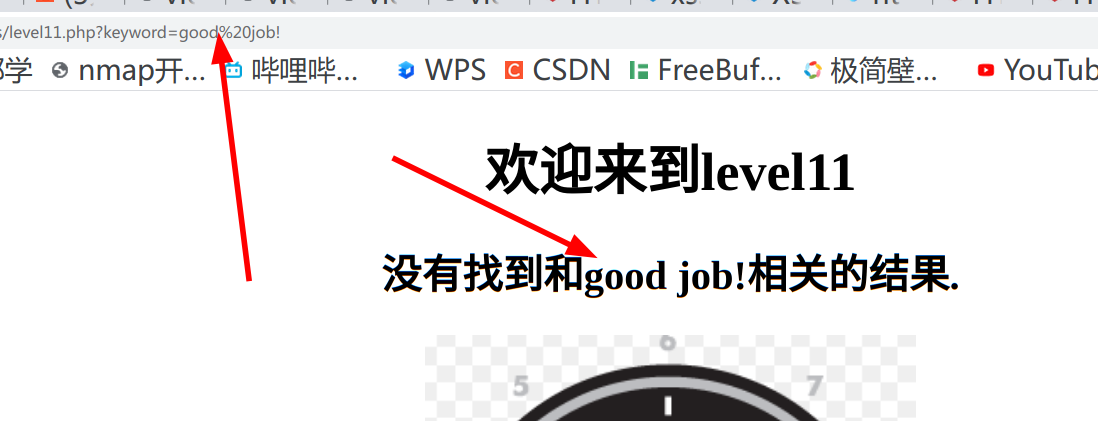 s/level11.php?keyword=good%20job!
学 nmap开... 哔哩哔... WPS C CSDN FreeBuf... 极简壁... YouTub
欢迎来到level11
没有找到和good job!相关的结果.
6
5 7